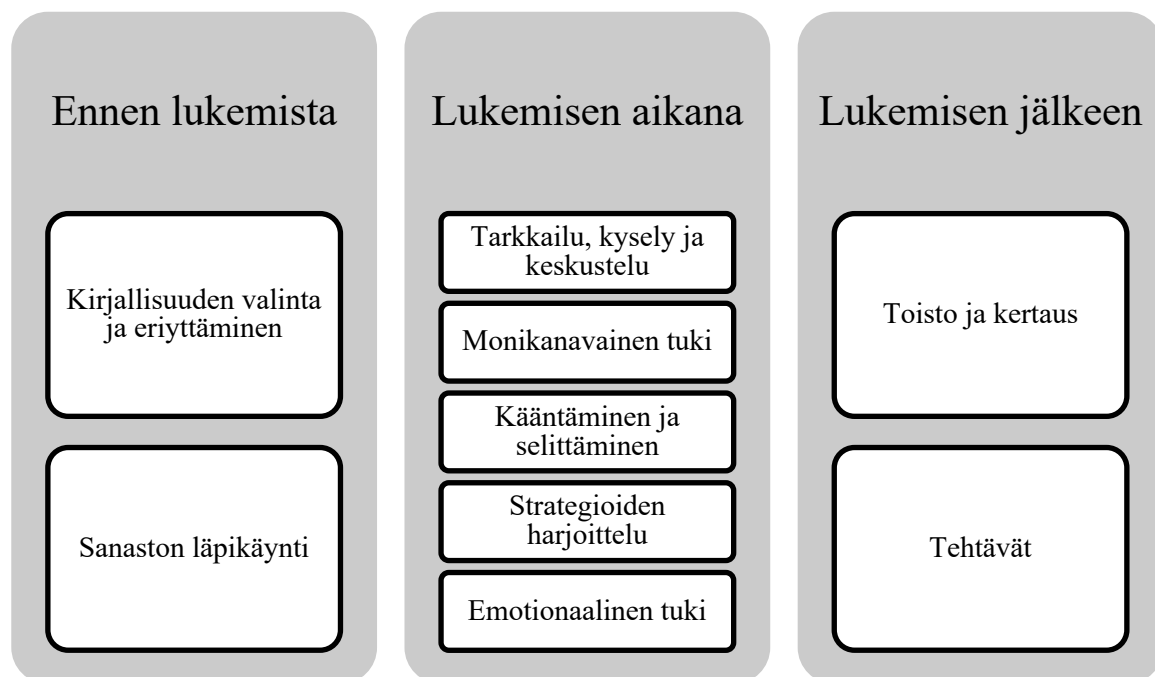 Ennen lukemista
Kirjallisuuden valinta
ja eriyttäminen
Sanaston läpikäynti
Lukemisen aikana
Tarkkailu, kysely ja
keskustelu
Monikanavainen tuki
Kääntäminen ja
selittäminen
Strategioiden
harjoittelu
Emotionaalinen tuki
Lukemisen jälkeen
Toisto ja kertaus
Tehtävät